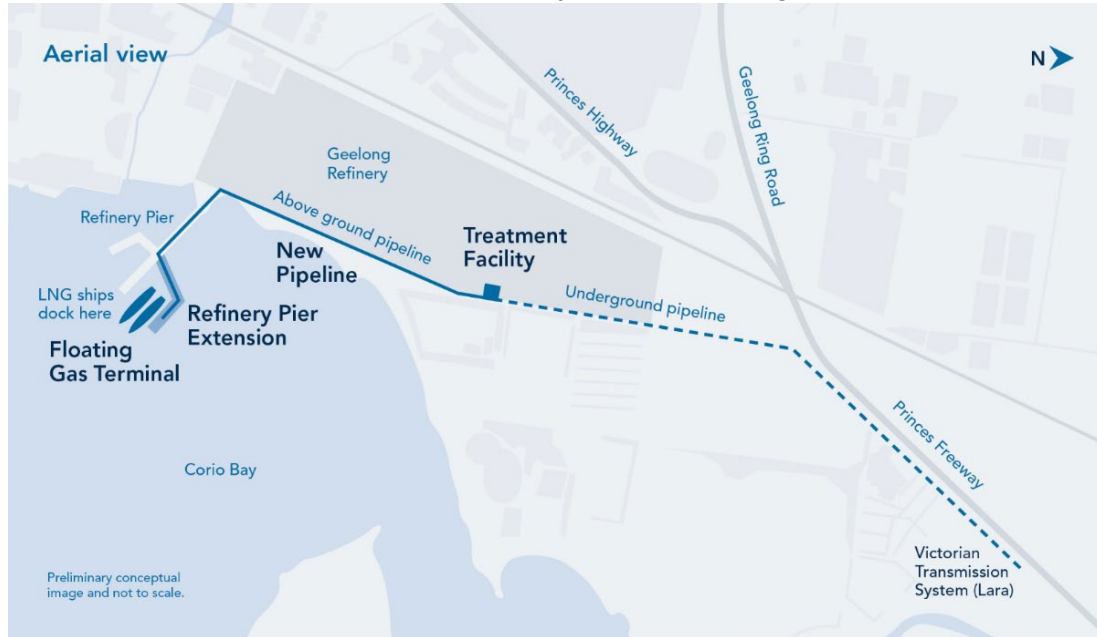 Aerial view
N
Princes Highway
Geelong Ring Road
Geelong
Refinery
Above ground pipeline
Refinery Pier
New
Pipeline
Treatment
Facility
Underground pipeline
LNG ships
dock here
Refinery Pier
Extension
Floating
Gas Terminal
Princes Freeway
Corio Bay
Victorian
Transmission
System (Lara)
Preliminary conceptual
image and not to scale.